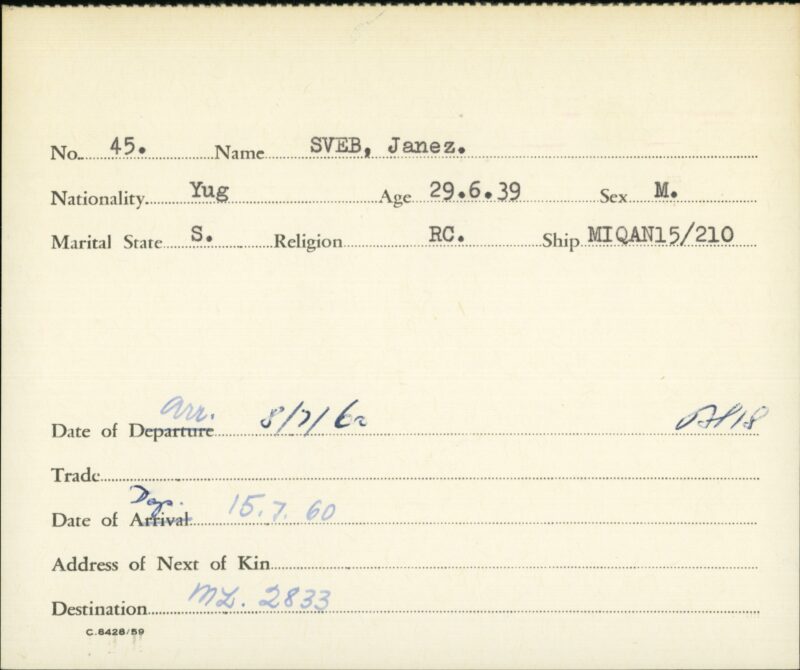 No. 45. Name SVEB, Janez.
Nationality Yug Age 29.6.39 Sex M.
Marital State S. Religion RC. Ship MIQAN15/210
Arr.
Date of Departure 8/7/60
Trade
Dep.
Date of Arrival 15.7.60
Address of Next of Kin
Destination ML. 2833
C.8428/59